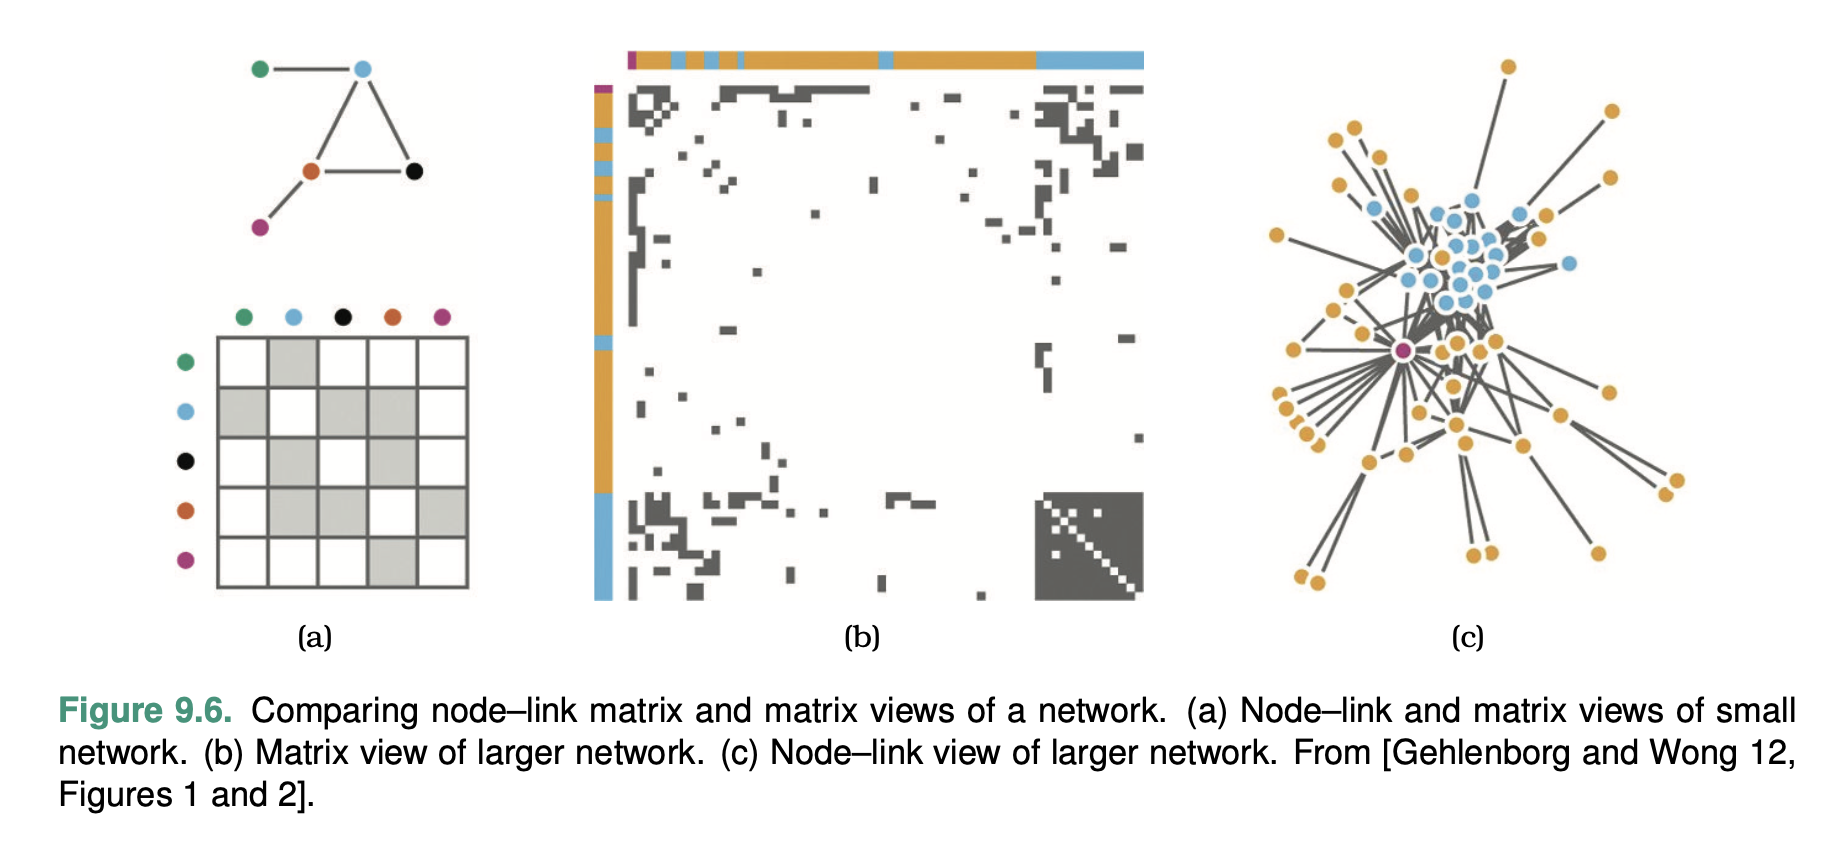 (a)
(b)
(c)
Figure 9.6. Comparing node–link matrix and matrix views of a network. (a) Node–link and matrix views of small
network. (b) Matrix view of larger network. (c) Node–link view of larger network. From [Gehlenborg and Wong 12,
Figures 1 and 2].